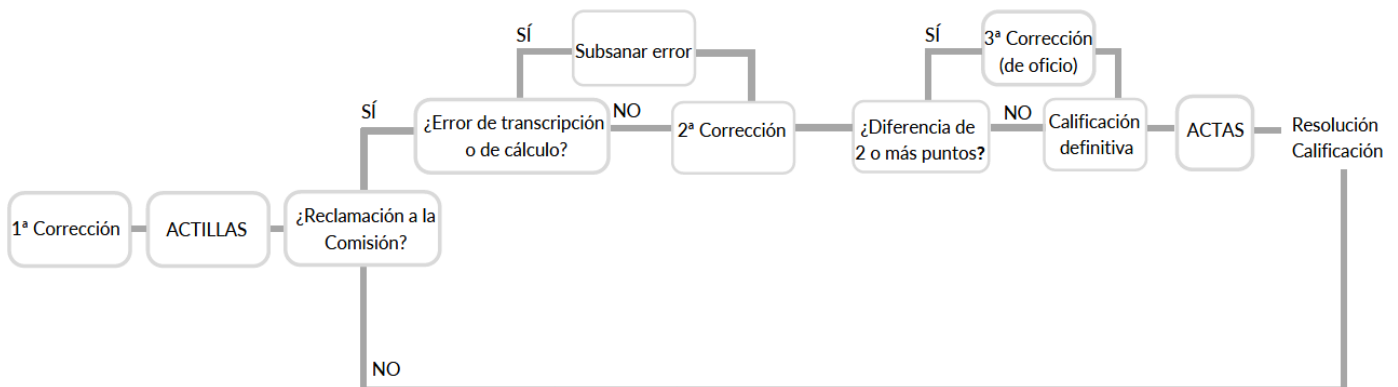 SÍ
Subsanar error
SÍ
3ª Corrección
(de oficio)
SÍ
¿Error de transcripción
o de cálculo?
NO
2ª Corrección
¿Diferencia de
2 o más puntos?
NO
Calificación
definitiva
ACTAS
Resolución
Calificación
1ª Corrección
ACTILLAS
¿Reclamación a la
Comisión?
NO